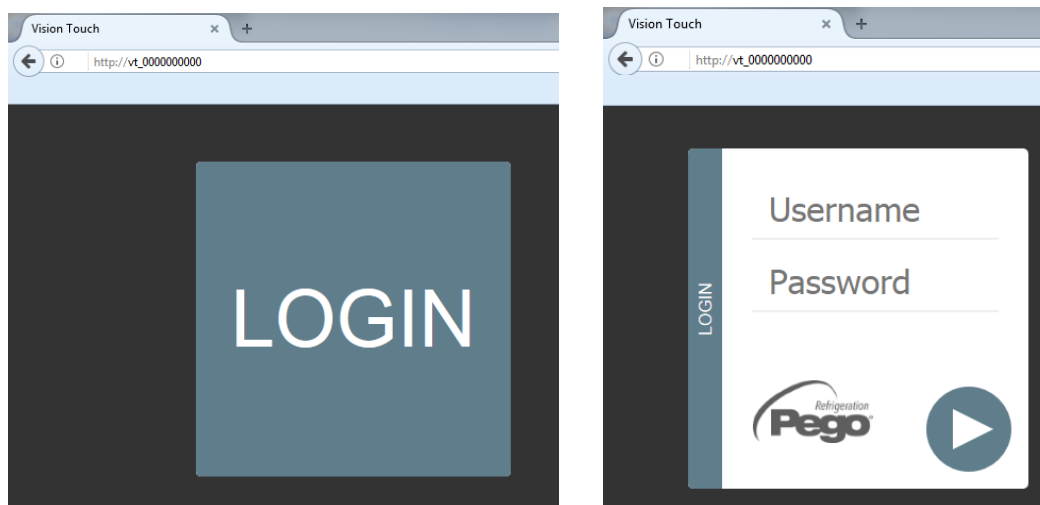 Vision Touch
http://vt_0000000000
LOGIN
Vision Touch
http://vt_0000000000
LOGIN
Username
Password
Refrigeration
Pego